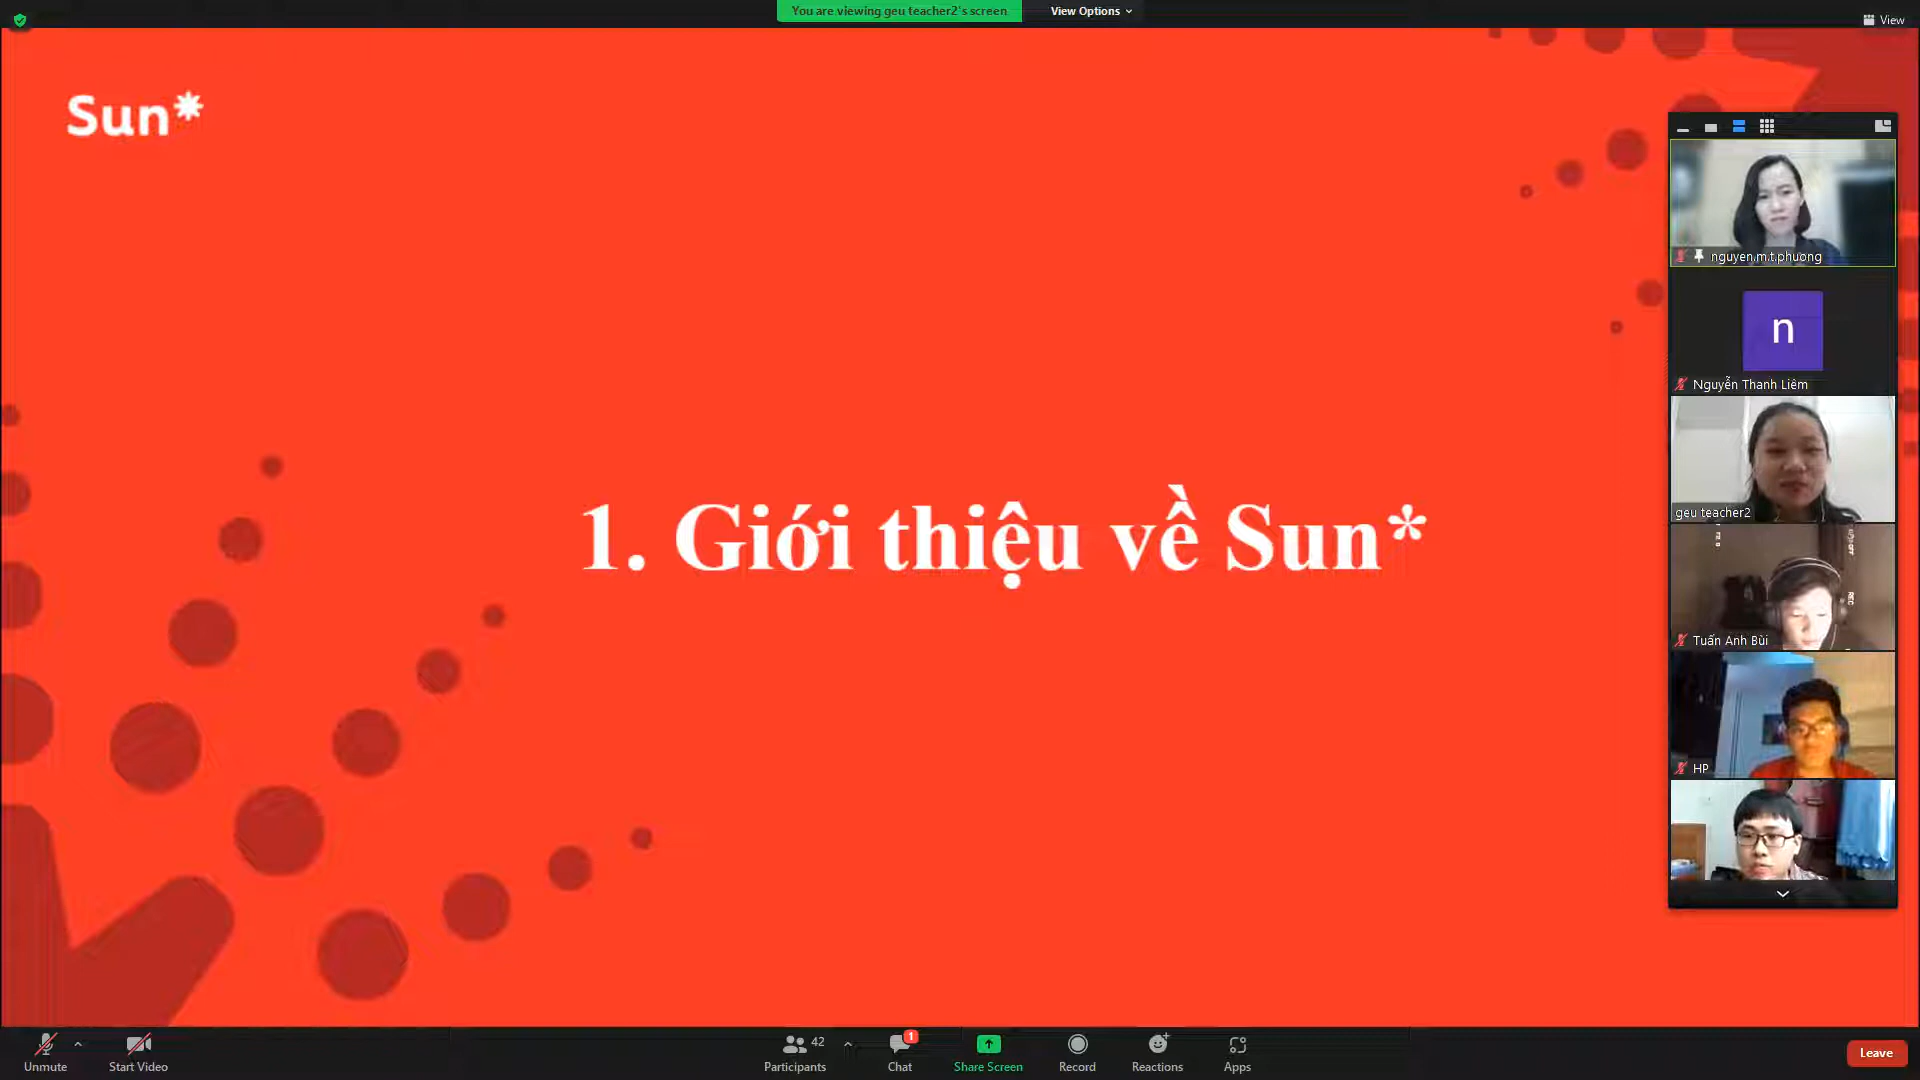 You are viewing geu teacher2's screen
View Options
View
Sun*
1. Giới thiệu về Sun*
nguyen.m.t.phuong
n
Nguyễn Thanh Liêm
geu teacher2
REC
Tuấn Anh Bùi
HP
Unmute
Start Video
42
Participants
1
Chat
Share Screen
Record
Reactions
Apps
Leave